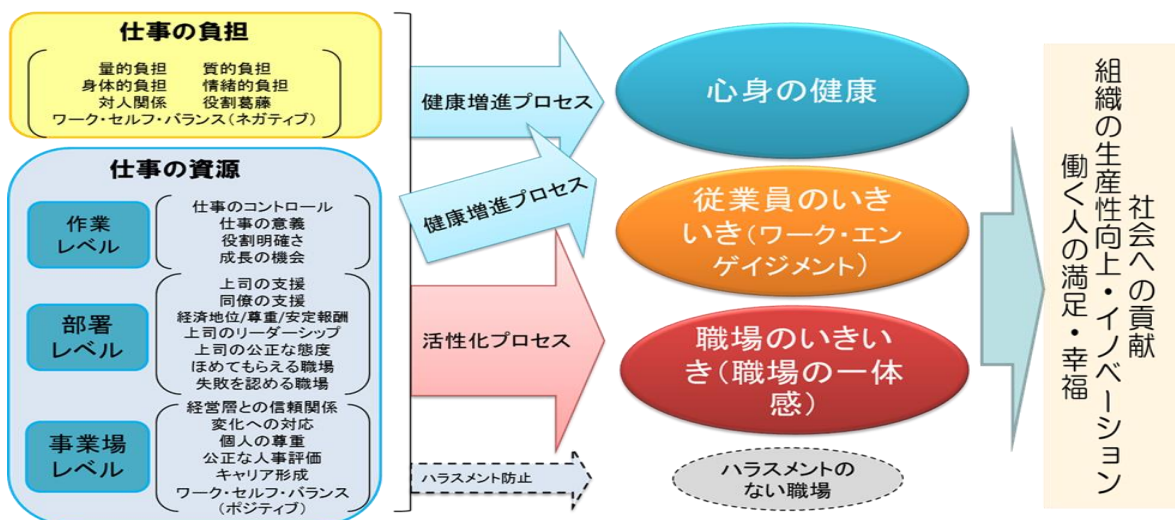 仕事の負担
量的負担 質的負担
身体的負担 情緒的負担
対人関係 役割葛藤
ワーク・セルフ・バランス(ネガティブ)
仕事の資源
作業
レベル
仕事のコントロール
仕事の意義
役割明確さ
成長の機会
部署
レベル
上司の支援
同僚の支援
経済地位/尊重/安定報酬
上司のリーダーシップ
上司の公正な態度
ほめてもらえる職場
失敗を認める職場
事業場
レベル
経営層との信頼関係
変化への対応
個人の尊重
公正な人事評価
キャリア形成
ワーク・セルフ・バランス
(ポジティブ)
健康増進プロセス
健康増進プロセス
活性化プロセス
ハラスメント防止
心身の健康
従業員のいき
いき(ワーク・エン
ゲイジメント)
職場のいきい
き(職場の一体
感)
ハラスメントの
ない職場
社会への貢献
組織の生産性向上・イノベーション
働く人の満足・幸福